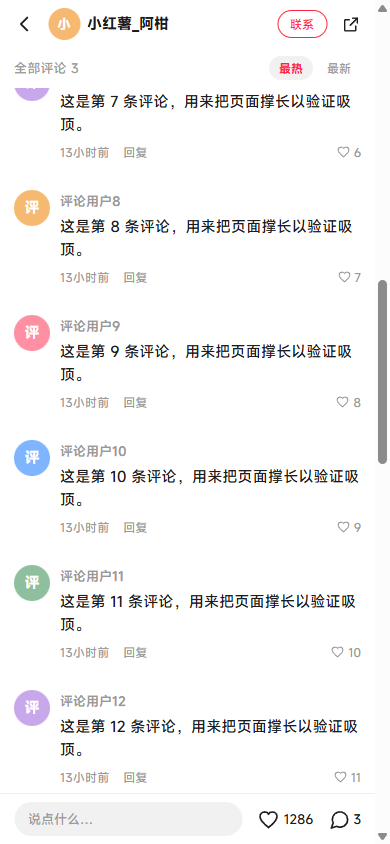 小 小红薯_阿柑 联系
全部评论 3 最热 最新
这是第 7 条评论，用来把页面撑长以验证吸
顶。
13小时前 回复 6
评 评论用户8
这是第 8 条评论，用来把页面撑长以验证吸
顶。
13小时前 回复 7
评 评论用户9
这是第 9 条评论，用来把页面撑长以验证吸
顶。
13小时前 回复 8
评 评论用户10
这是第 10 条评论，用来把页面撑长以验证吸
顶。
13小时前 回复 9
评 评论用户11
这是第 11 条评论，用来把页面撑长以验证吸
顶。
13小时前 回复 10
评 评论用户12
这是第 12 条评论，用来把页面撑长以验证吸
顶。
13小时前 回复 11
说点什么... 1286 3